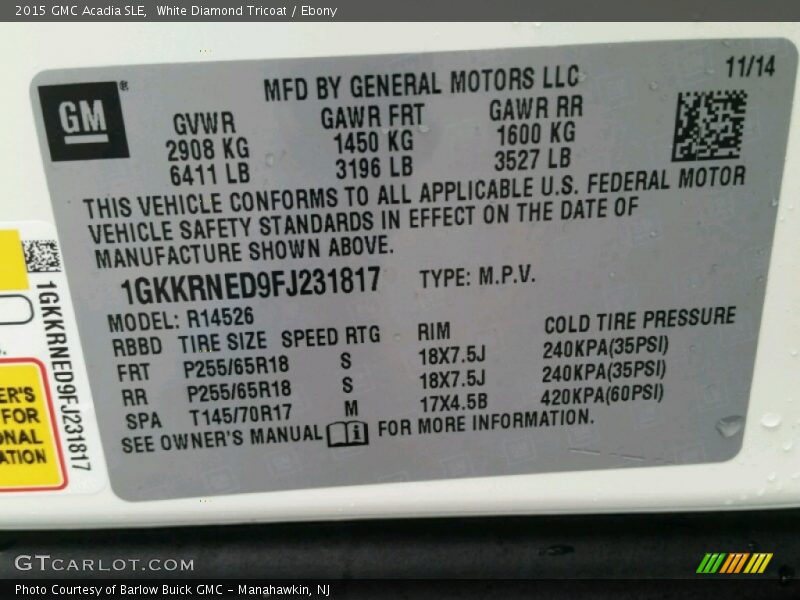 2015 GMC Acadia SLE, White Diamond Tricoat / Ebony
GM®
MFD BY GENERAL MOTORS LLC
11/14
GVWR GAWR FRT GAWR RR
2908 KG 1450 KG 1600 KG
6411 LB 3196 LB 3527 LB
THIS VEHICLE CONFORMS TO ALL APPLICABLE U.S. FEDERAL MOTOR
VEHICLE SAFETY STANDARDS IN EFFECT ON THE DATE OF
MANUFACTURE SHOWN ABOVE.
1GKKRNED9FJ231817 TYPE: M.P.V.
MODEL: R14526
RBBD TIRE SIZE SPEED RTG RIM COLD TIRE PRESSURE
FRT P255/65R18 S 18X7.5J 240KPA(35PSI)
RR P255/65R18 S 18X7.5J 240KPA(35PSI)
SPA T145/70R17 M 17X4.5B 420KPA(60PSI)
SEE OWNER'S MANUAL i FOR MORE INFORMATION.
1GKKRNED9FJ231817
FOR
GTCARLOT.COM
Photo Courtesy of Barlow Buick GMC – Manahawkin, NJ